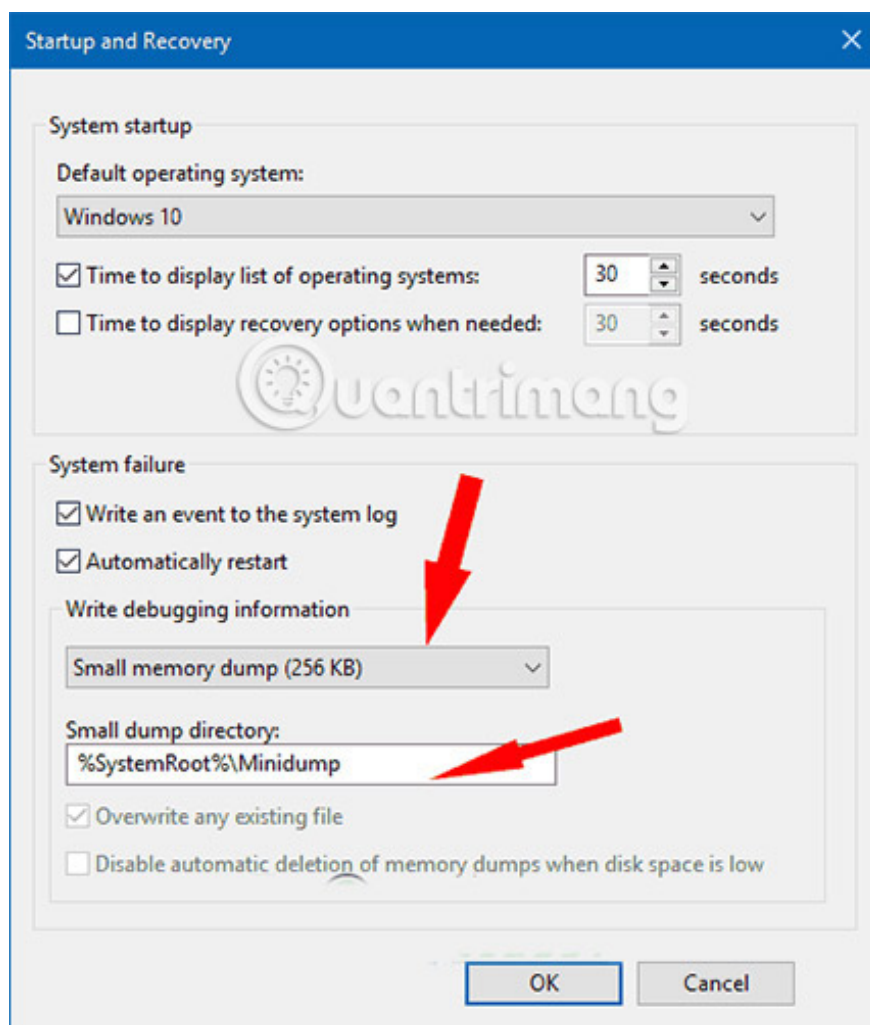 Startup and Recovery
System startup
Default operating system:
Windows 10
Time to display list of operating systems: 30 seconds
Time to display recovery options when needed: 30 seconds
Quantrimang
System failure
Write an event to the system log
Automatically restart
Write debugging information
Small memory dump (256 KB)
Small dump directory:
%SystemRoot%\Minidump
Overwrite any existing file
Disable automatic deletion of memory dumps when disk space is low
OK Cancel